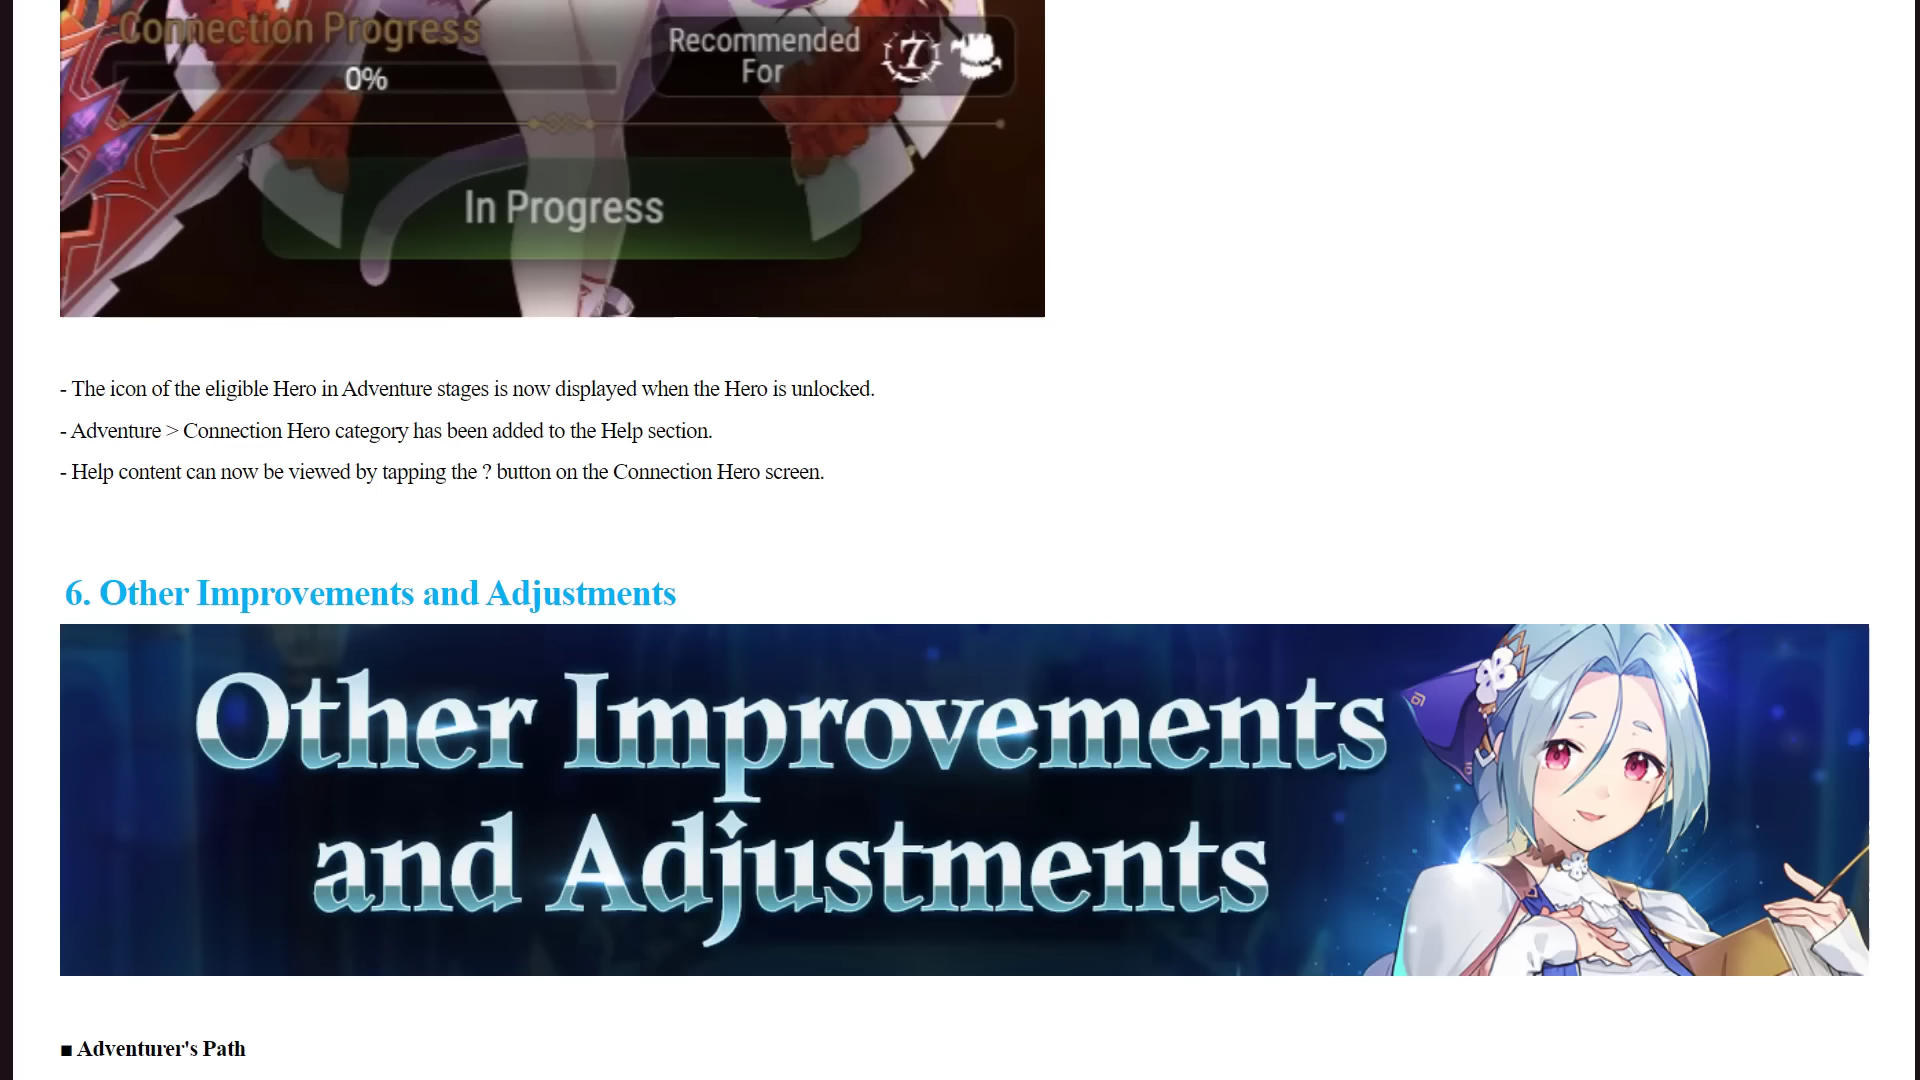 Connection Progress
0%
Recommended
For
7
In Progress
- The icon of the eligible Hero in Adventure stages is now displayed when the Hero is unlocked.
- Adventure > Connection Hero category has been added to the Help section.
- Help content can now be viewed by tapping the ? button on the Connection Hero screen.
6. Other Improvements and Adjustments
Other Improvements
and Adjustments
■ Adventurer's Path